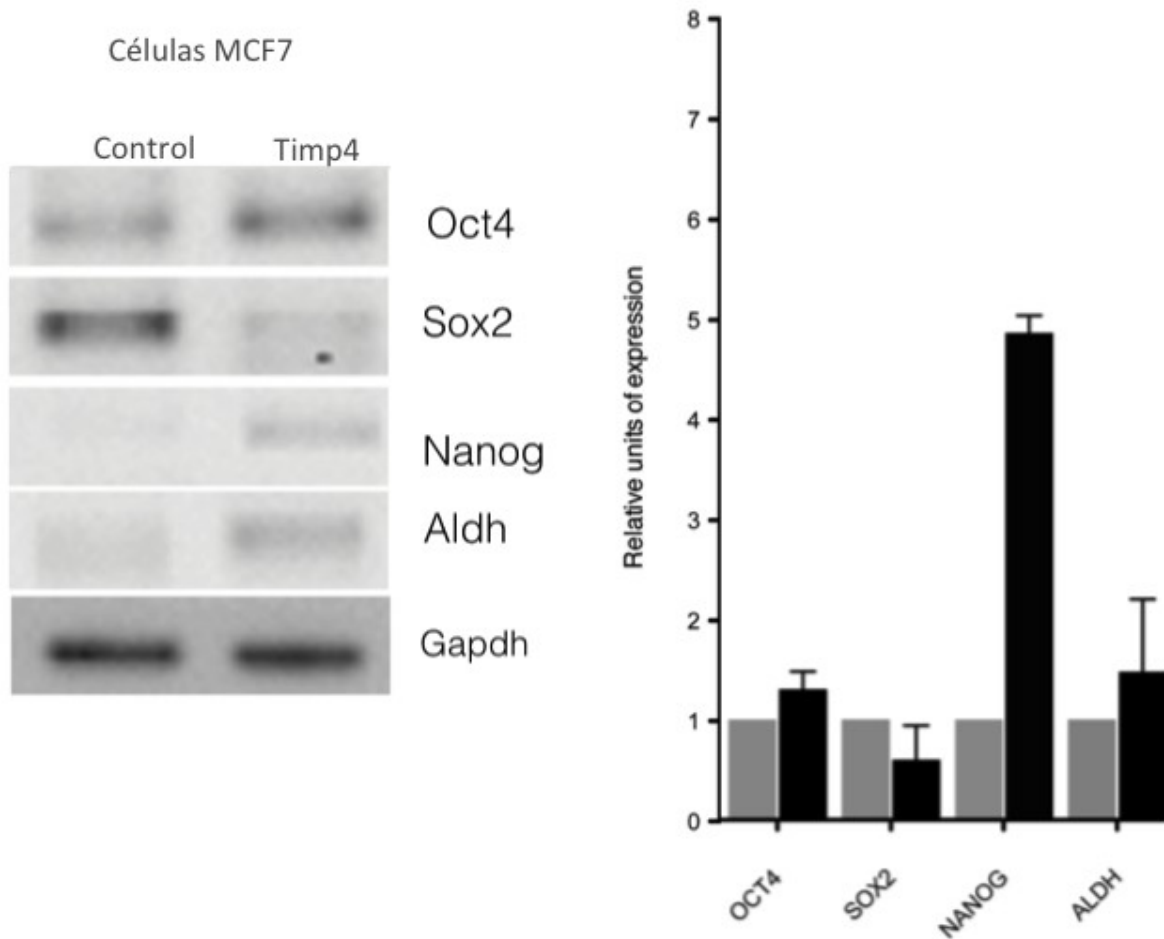 Células MCF7
Control Timp4
Oct4
Sox2
Nanog
Aldh
Gapdh
Relative units of expression
8
7
6
5
4
3
2
1
0
OCT4
SOX2
NANOG
ALDH